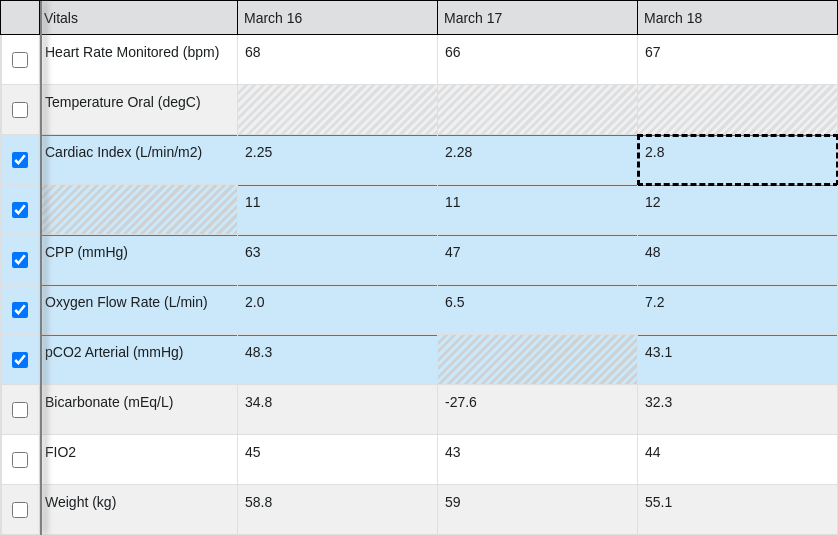 Vitals March 16 March 17 March 18
Heart Rate Monitored (bpm) 68 66 67
Temperature Oral (degC)
Cardiac Index (L/min/m2) 2.25 2.28 2.8
11 11 12
CPP (mmHg) 63 47 48
Oxygen Flow Rate (L/min) 2.0 6.5 7.2
pCO2 Arterial (mmHg) 48.3 43.1
Bicarbonate (mEq/L) 34.8 -27.6 32.3
FIO2 45 43 44
Weight (kg) 58.8 59 55.1